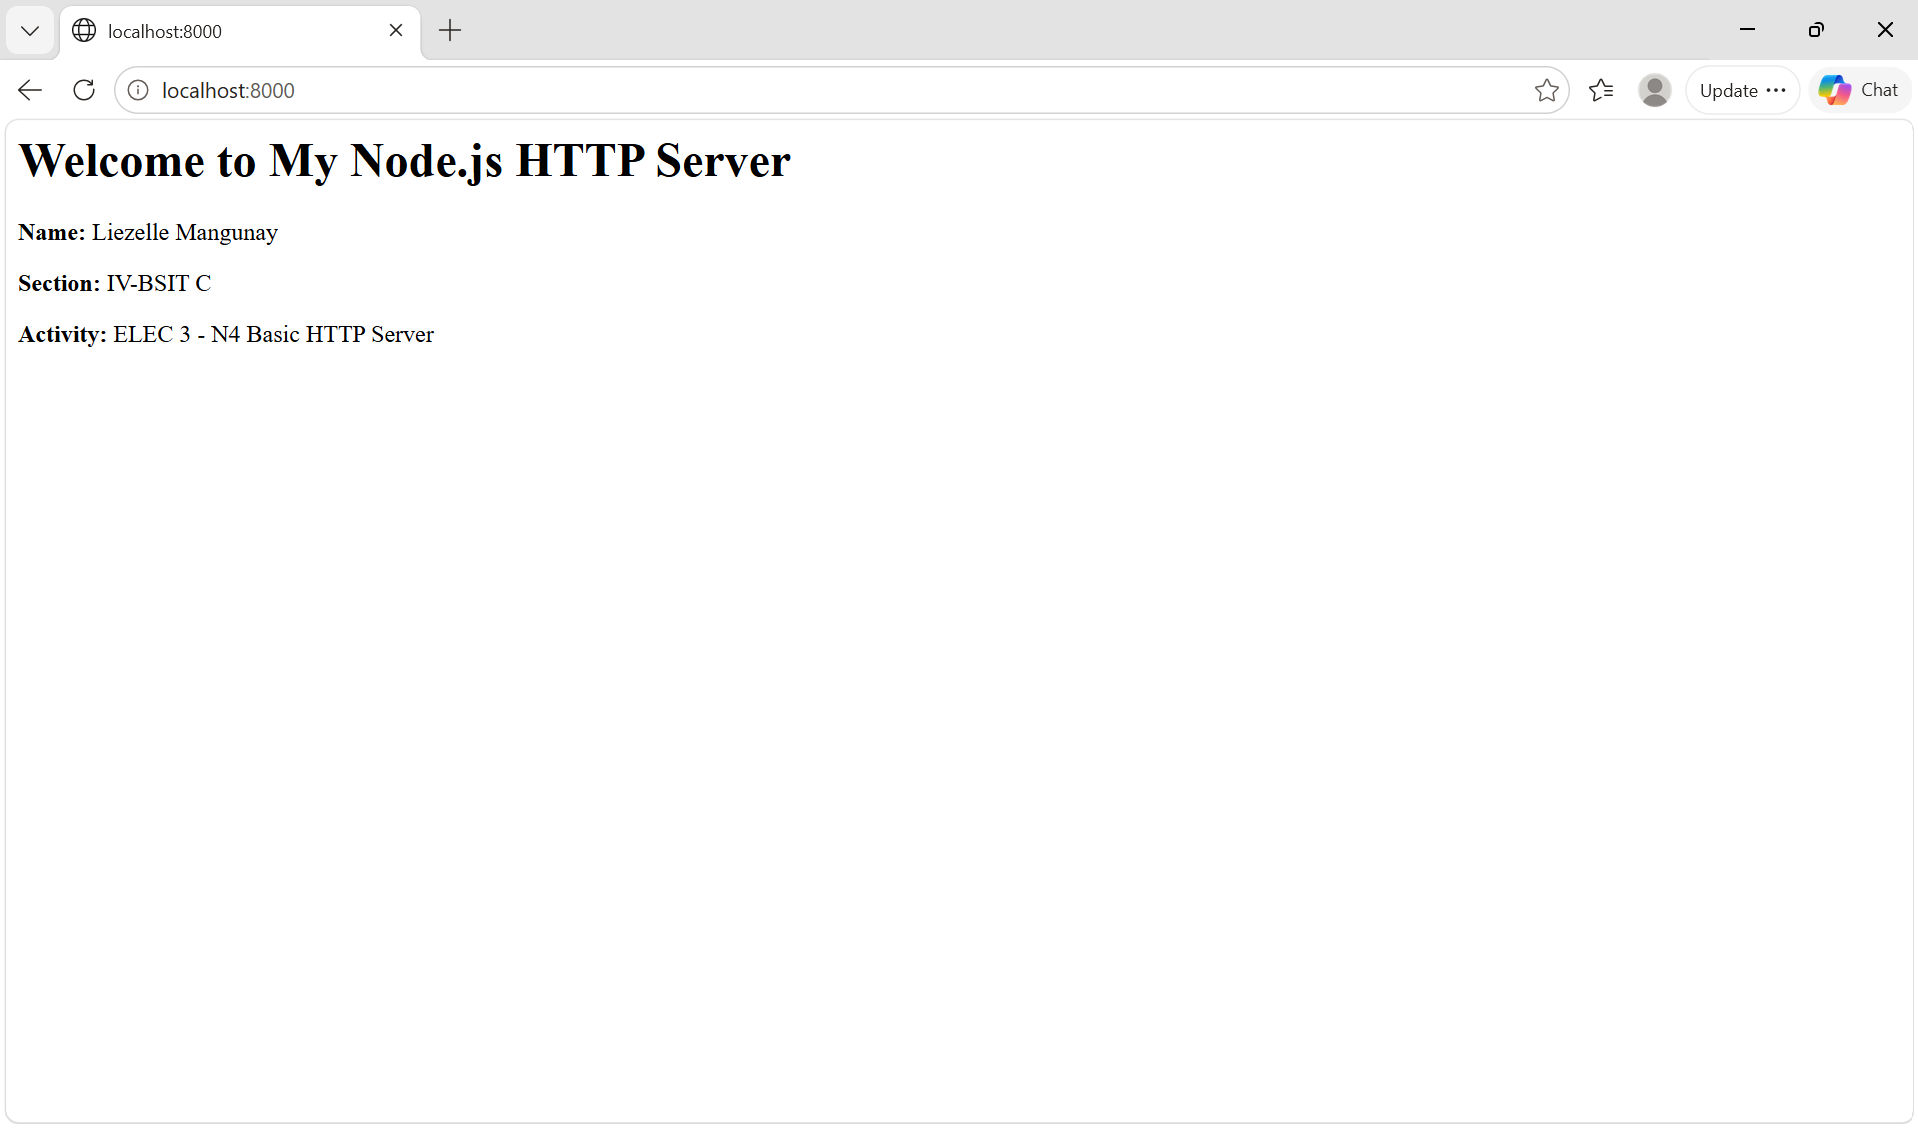 localhost:8000
localhost:8000
Update
Chat
Welcome to My Node.js HTTP Server
Name: Liezelle Mangunay
Section: IV-BSIT C
Activity: ELEC 3 - N4 Basic HTTP Server